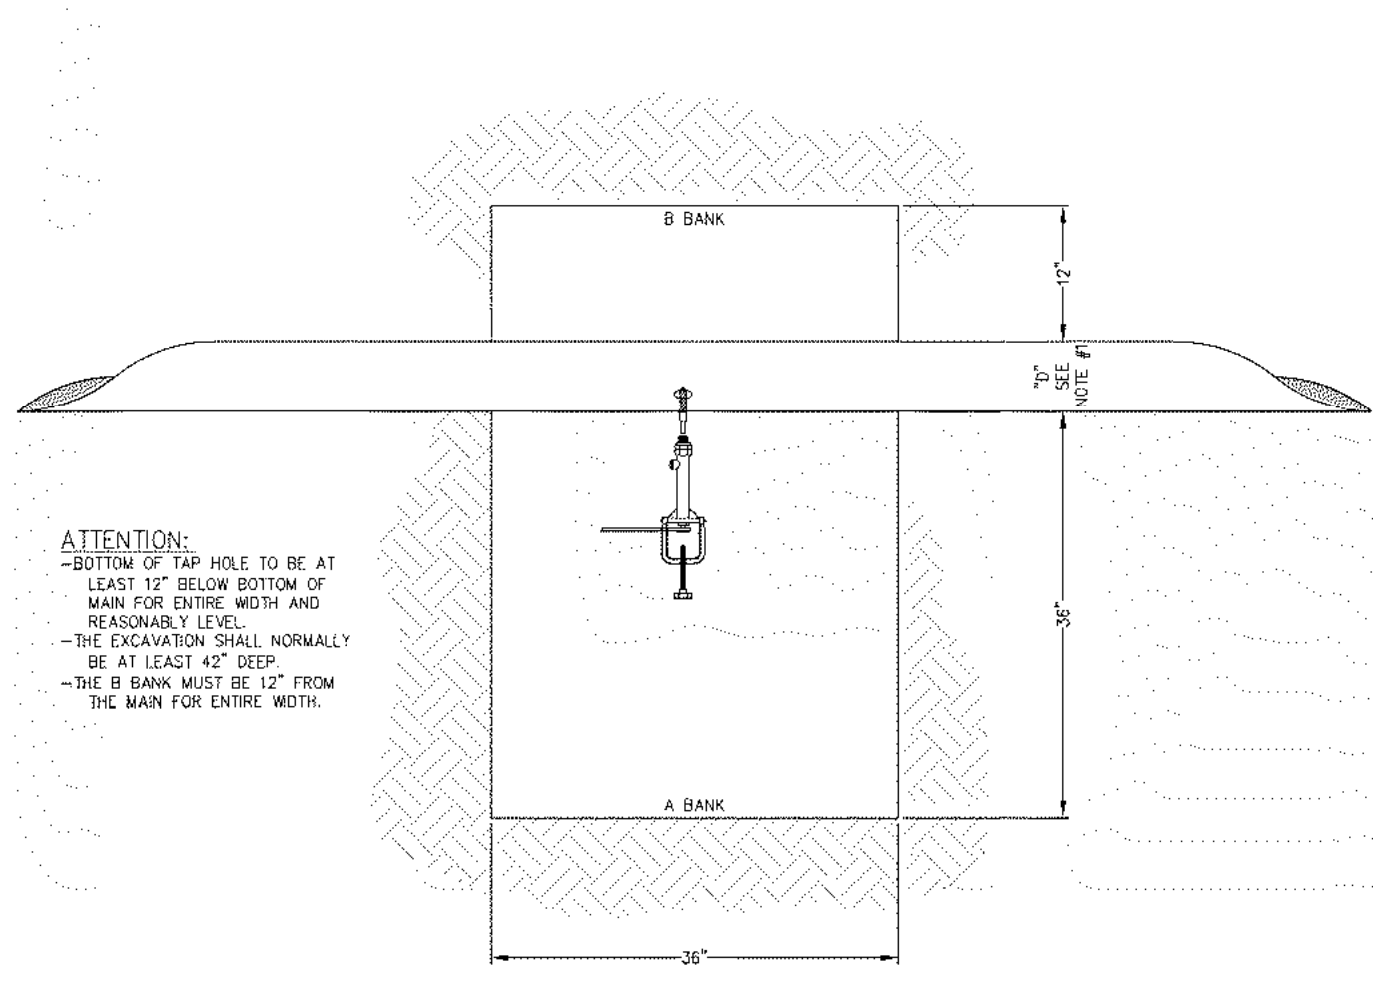 B BANK
12"
"D"
SEE
NOTE #1
ATTENTION:
-BOTTOM OF TAP HOLE TO BE AT
LEAST 12" BELOW BOTTOM OF
MAIN FOR ENTIRE WIDTH AND
REASONABLY LEVEL.
-THE EXCAVATION SHALL NORMALLY
BE AT LEAST 42" DEEP.
-THE B BANK MUST BE 12" FROM
THE MAIN FOR ENTIRE WIDTH.
36"
A BANK
36"